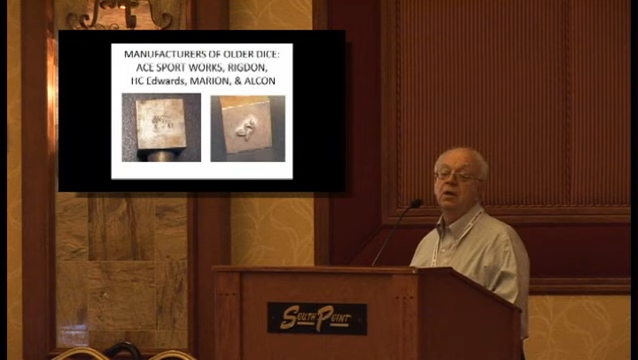 MANUFACTURERS OF OLDER DICE:
ACE SPORT WORKS, RIGDON,
HC Edwards, MARION, & ALCON
SOUTH POINT